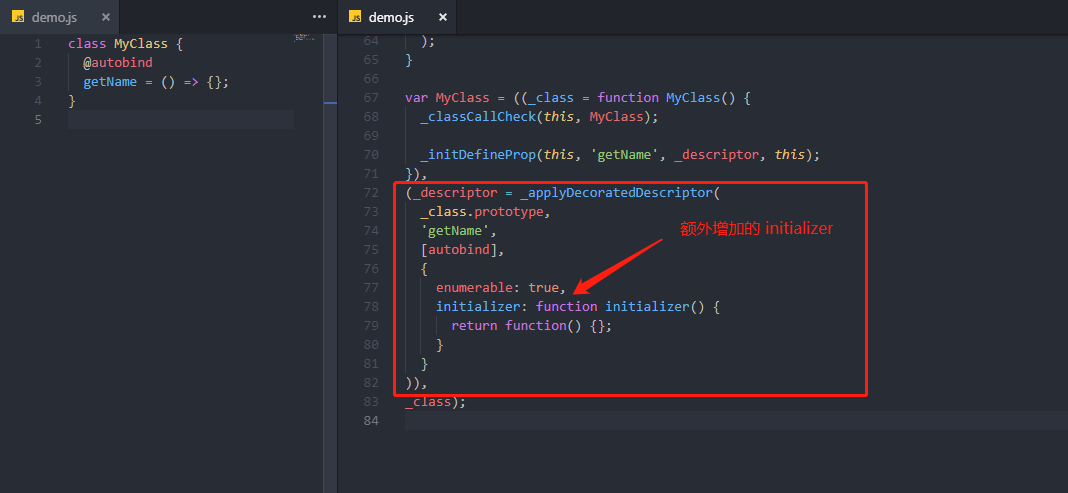 demo.js ×
1 class MyClass {
2 @autobind
3 getName = () => {};
4 }
5
demo.js ×
64 );
65 }
66
67 var MyClass = ((_class = function MyClass() {
68 _classCallCheck(this, MyClass);
69
70 _initDefineProp(this, 'getName', _descriptor, this);
71 }),
72 (_descriptor = _applyDecoratedDescriptor(
73 _class.prototype,
74 'getName',
额外增加的 initializer
75 [autobind],
76 {
77 enumerable: true,
78 initializer: function initializer() {
79 return function() {};
80 }
81 }
82 )),
83 _class);
84